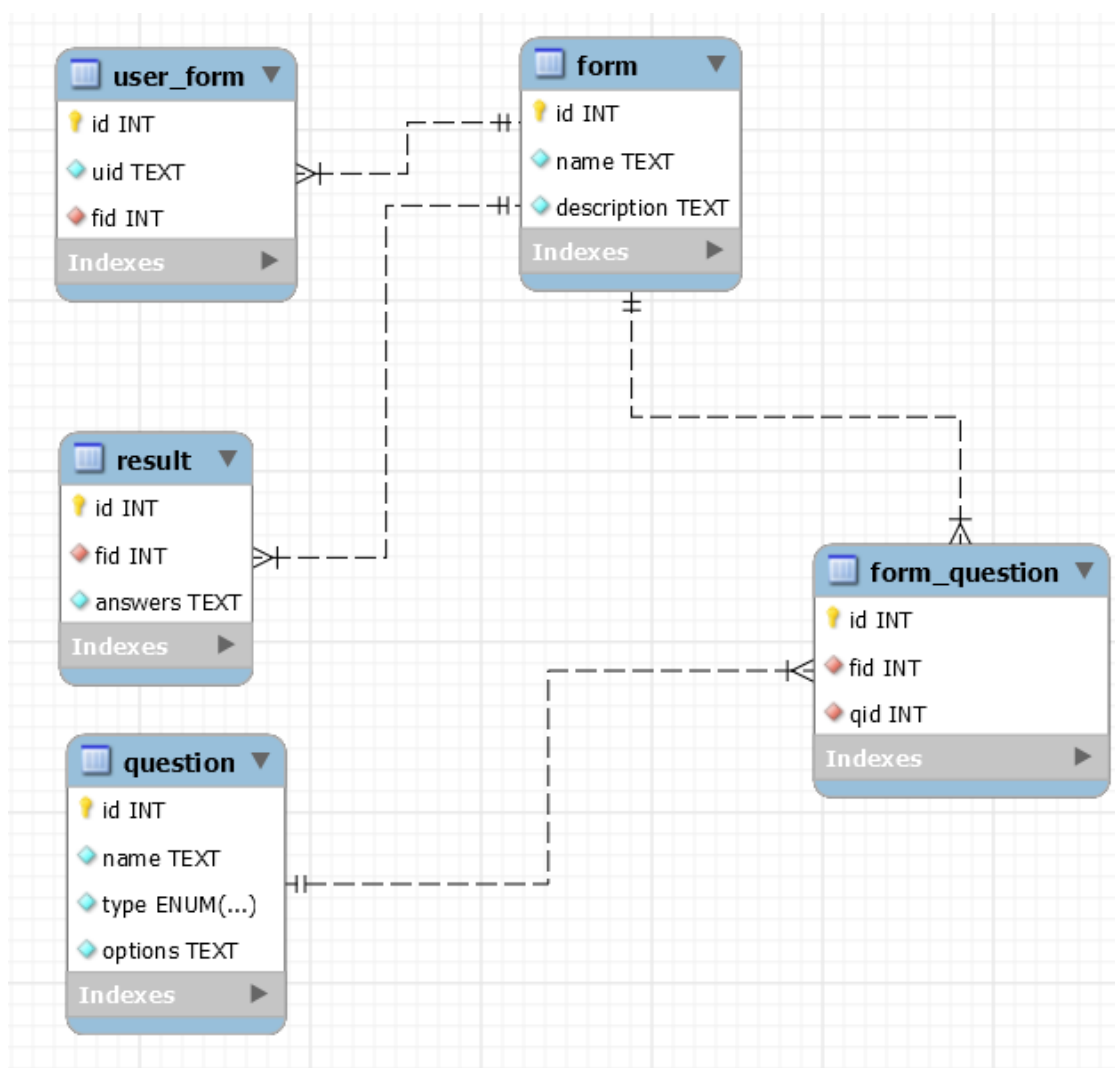 user_form
id INT
uid TEXT
fid INT
Indexes
form
id INT
name TEXT
description TEXT
Indexes
result
id INT
fid INT
answers TEXT
Indexes
form_question
id INT
fid INT
qid INT
Indexes
question
id INT
name TEXT
type ENUM(...)
options TEXT
Indexes